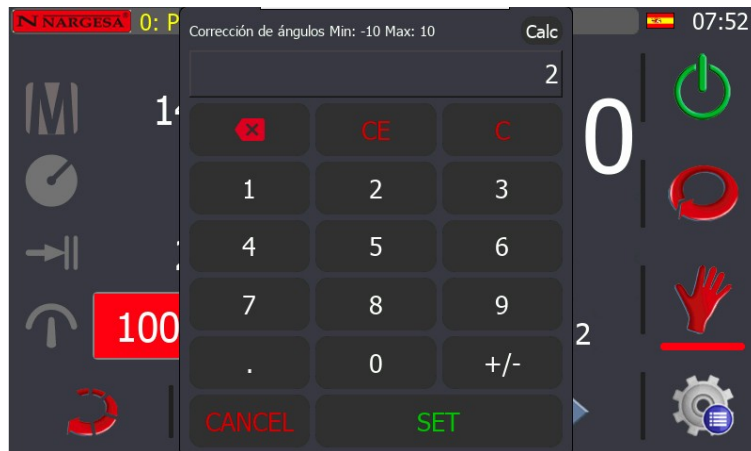 NARGESA 0: P
Corrección de ángulos Min: -10 Max: 10 Calc
07:52
2
CE C
1 2 3
4 5 6
7 8 9
. 0 +/-
CANCEL SET
0
100
2